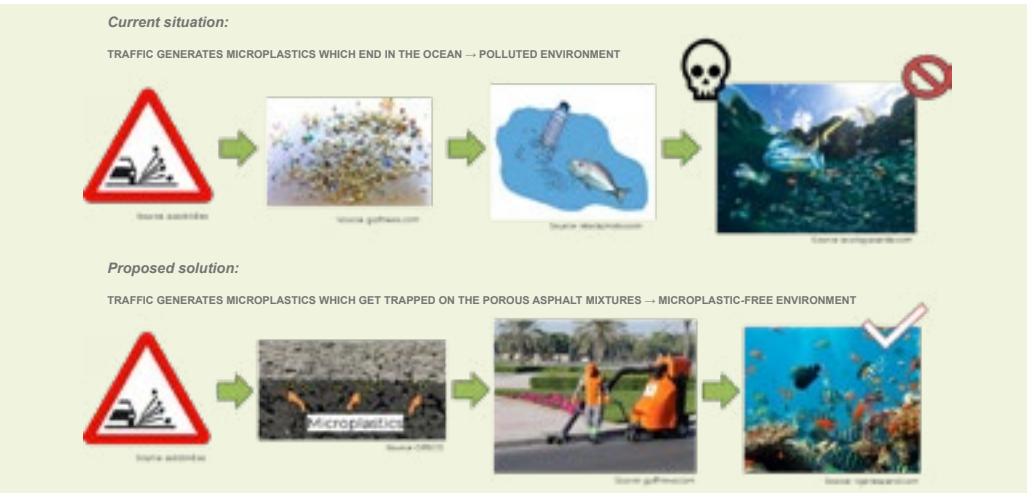 Current situation:
TRAFFIC GENERATES MICROPLASTICS WHICH END IN THE OCEAN → POLLUTED ENVIRONMENT
Proposed solution:
TRAFFIC GENERATES MICROPLASTICS WHICH GET TRAPPED ON THE POROUS ASPHALT MIXTURES → MICROPLASTIC-FREE ENVIRONMENT
Microplastics